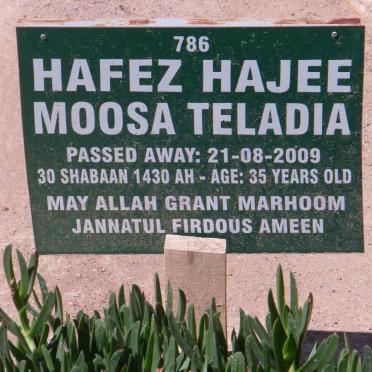 786
HAFEZ HAJEE
MOOSA TELADIA
PASSED AWAY: 21-08-2009
30 SHABAAN 1430 AH - AGE: 35 YEARS OLD
MAY ALLAH GRANT MARHOOM
JANNATUL FIRDOUS AMEEN